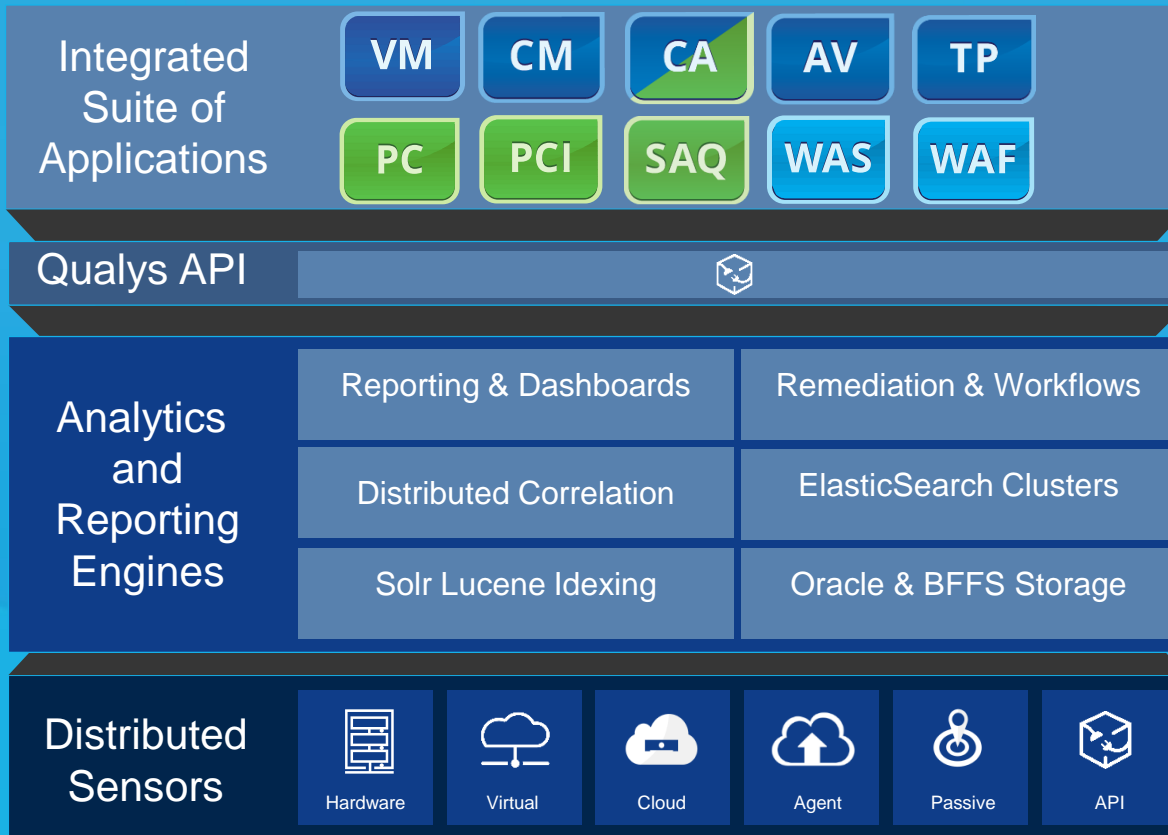 Integrated
Suite of
Applications
VM
CM
CA
AV
TP
PC
PCI
SAQ
WAS
WAF
Qualys API
Analytics
and
Reporting
Engines
Reporting & Dashboards
Remediation & Workflows
Distributed Correlation
ElasticSearch Clusters
Solr Lucene Idexing
Oracle & BFFS Storage
Distributed
Sensors
Hardware
Virtual
Cloud
Agent
Passive
API